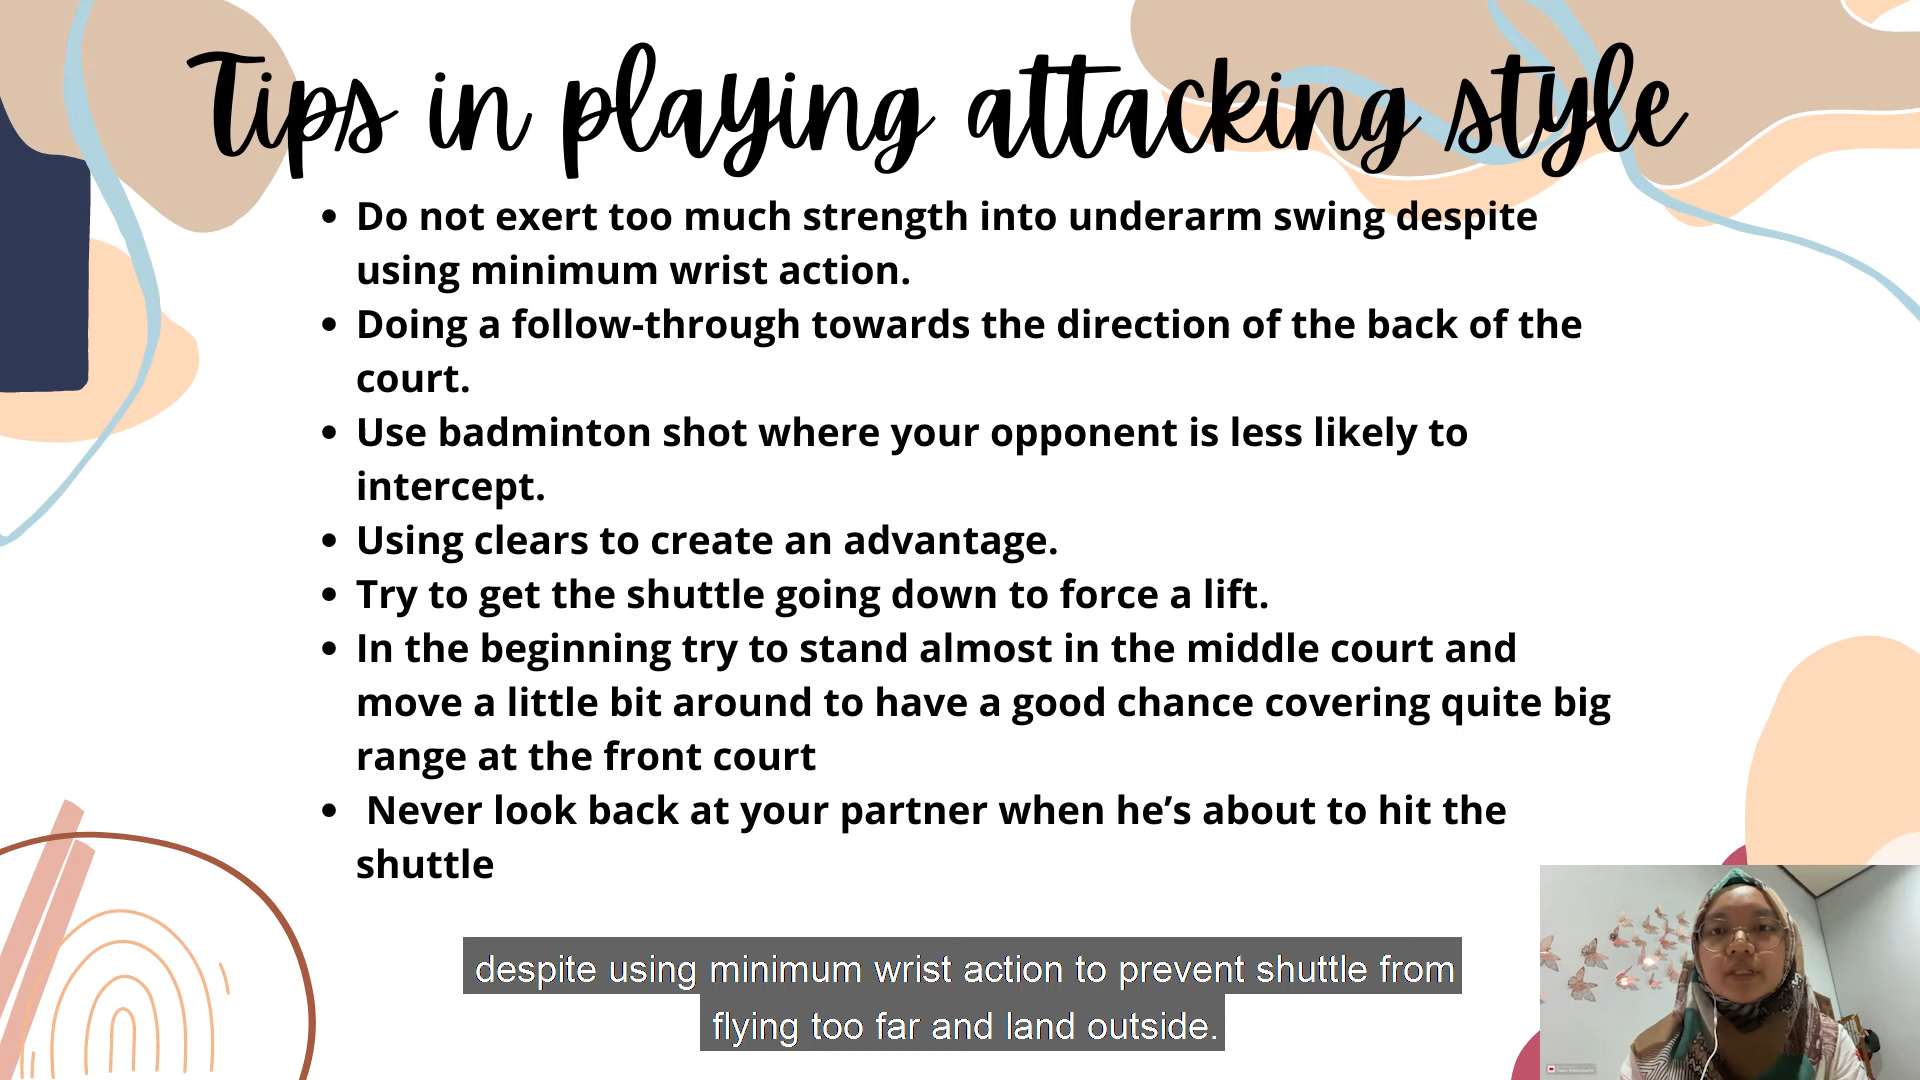 Tips in playing attacking style
• Do not exert too much strength into underarm swing despite
using minimum wrist action.
• Doing a follow-through towards the direction of the back of the
court.
• Use badminton shot where your opponent is less likely to
intercept.
• Using clears to create an advantage.
• Try to get the shuttle going down to force a lift.
• In the beginning try to stand almost in the middle court and
move a little bit around to have a good chance covering quite big
range at the front court
• Never look back at your partner when he’s about to hit the
shuttle
despite using minimum wrist action to prevent shuttle from
flying too far and land outside.